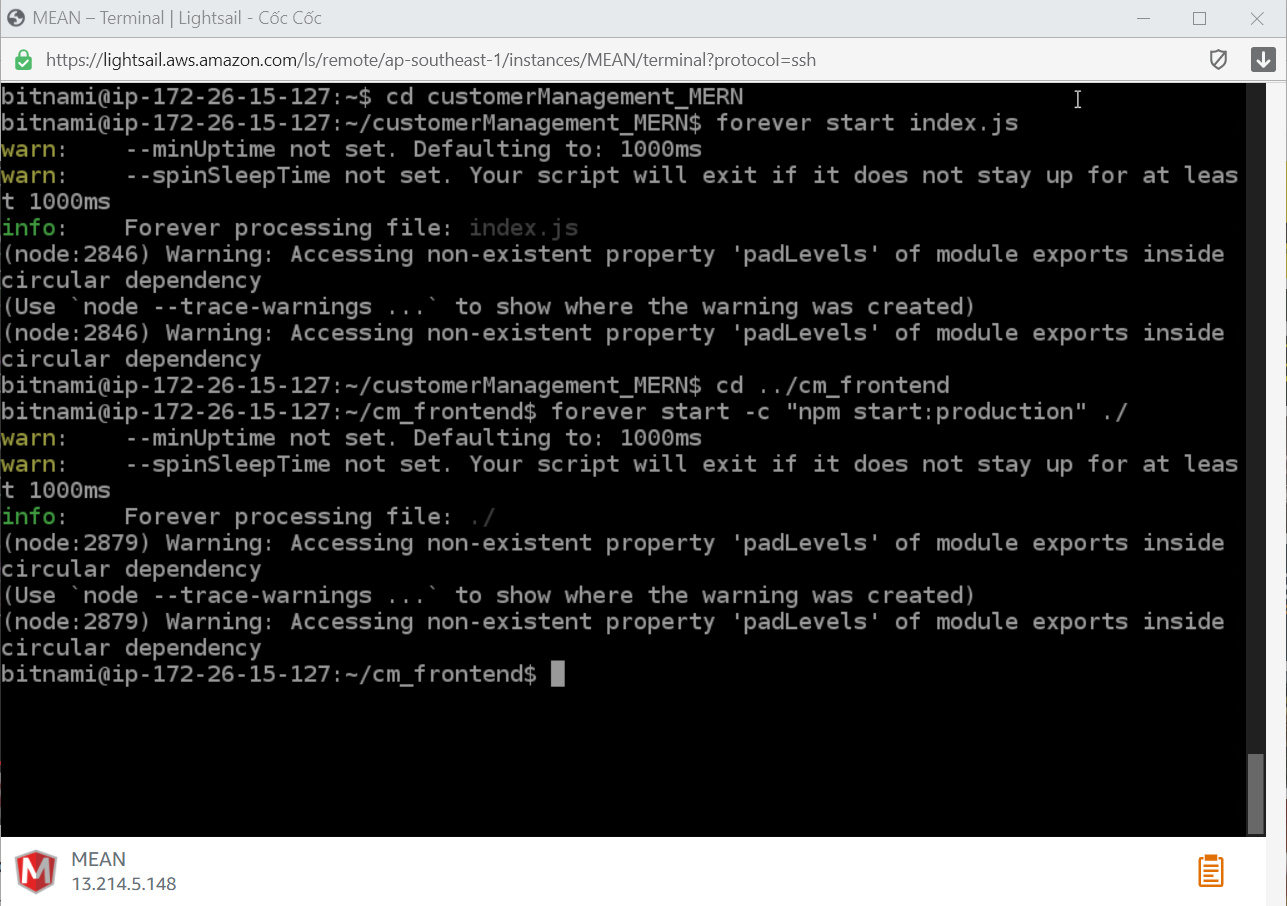 MEAN – Terminal | Lightsail - Cốc Cốc
https://lightsail.aws.amazon.com/ls/remote/ap-southeast-1/instances/MEAN/terminal?protocol=ssh
bitnami@ip-172-26-15-127:~$ cd customerManagement_MERN
bitnami@ip-172-26-15-127:~/customerManagement_MERN$ forever start index.js
warn:    --minUptime not set. Defaulting to: 1000ms
warn:    --spinSleepTime not set. Your script will exit if it does not stay up for at leas
t 1000ms
info:    Forever processing file: index.js
(node:2846) Warning: Accessing non-existent property 'padLevels' of module exports inside
circular dependency
(Use `node --trace-warnings ...` to show where the warning was created)
(node:2846) Warning: Accessing non-existent property 'padLevels' of module exports inside
circular dependency
bitnami@ip-172-26-15-127:~/customerManagement_MERN$ cd ../cm_frontend
bitnami@ip-172-26-15-127:~/cm_frontend$ forever start -c "npm start:production" ./
warn:    --minUptime not set. Defaulting to: 1000ms
warn:    --spinSleepTime not set. Your script will exit if it does not stay up for at leas
t 1000ms
info:    Forever processing file: ./
(node:2879) Warning: Accessing non-existent property 'padLevels' of module exports inside
circular dependency
(Use `node --trace-warnings ...` to show where the warning was created)
(node:2879) Warning: Accessing non-existent property 'padLevels' of module exports inside
circular dependency
bitnami@ip-172-26-15-127:~/cm_frontend$
M
MEAN
13.214.5.148